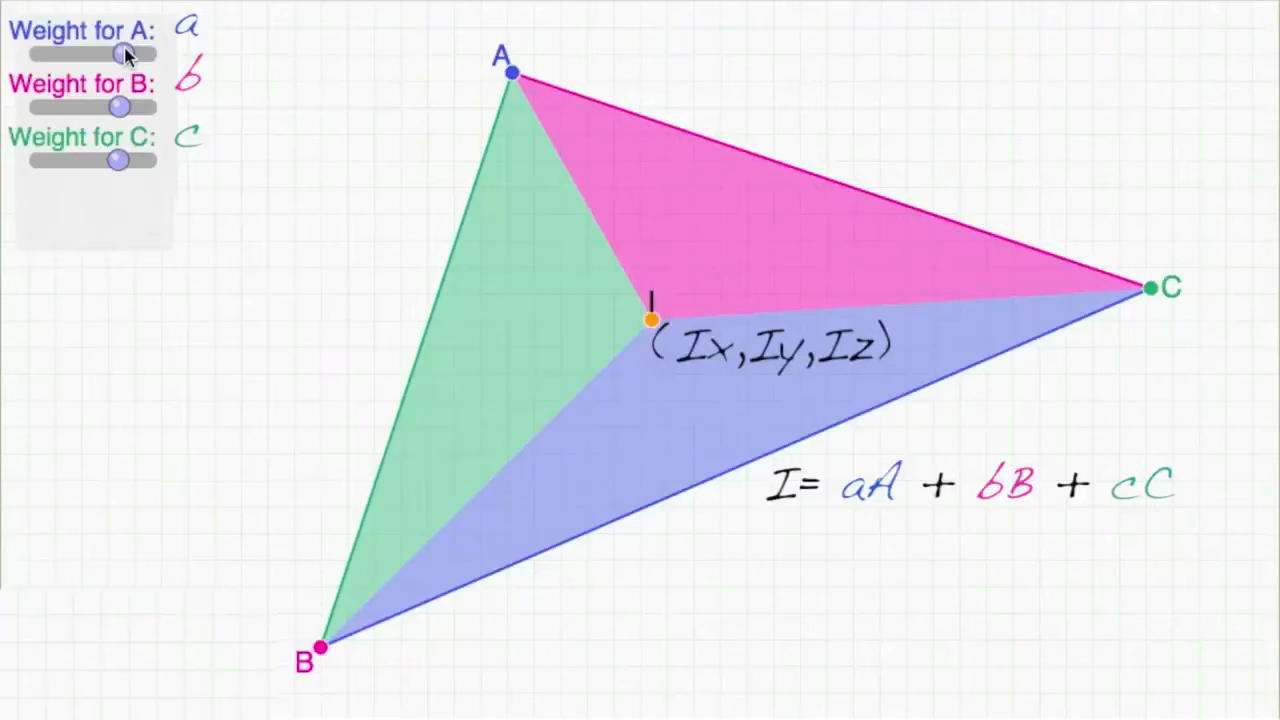 Weight for A: a
Weight for B: b
Weight for C: c
A
I
C
(Ix, Iy, Iz)
I= aA + bB + cC
B